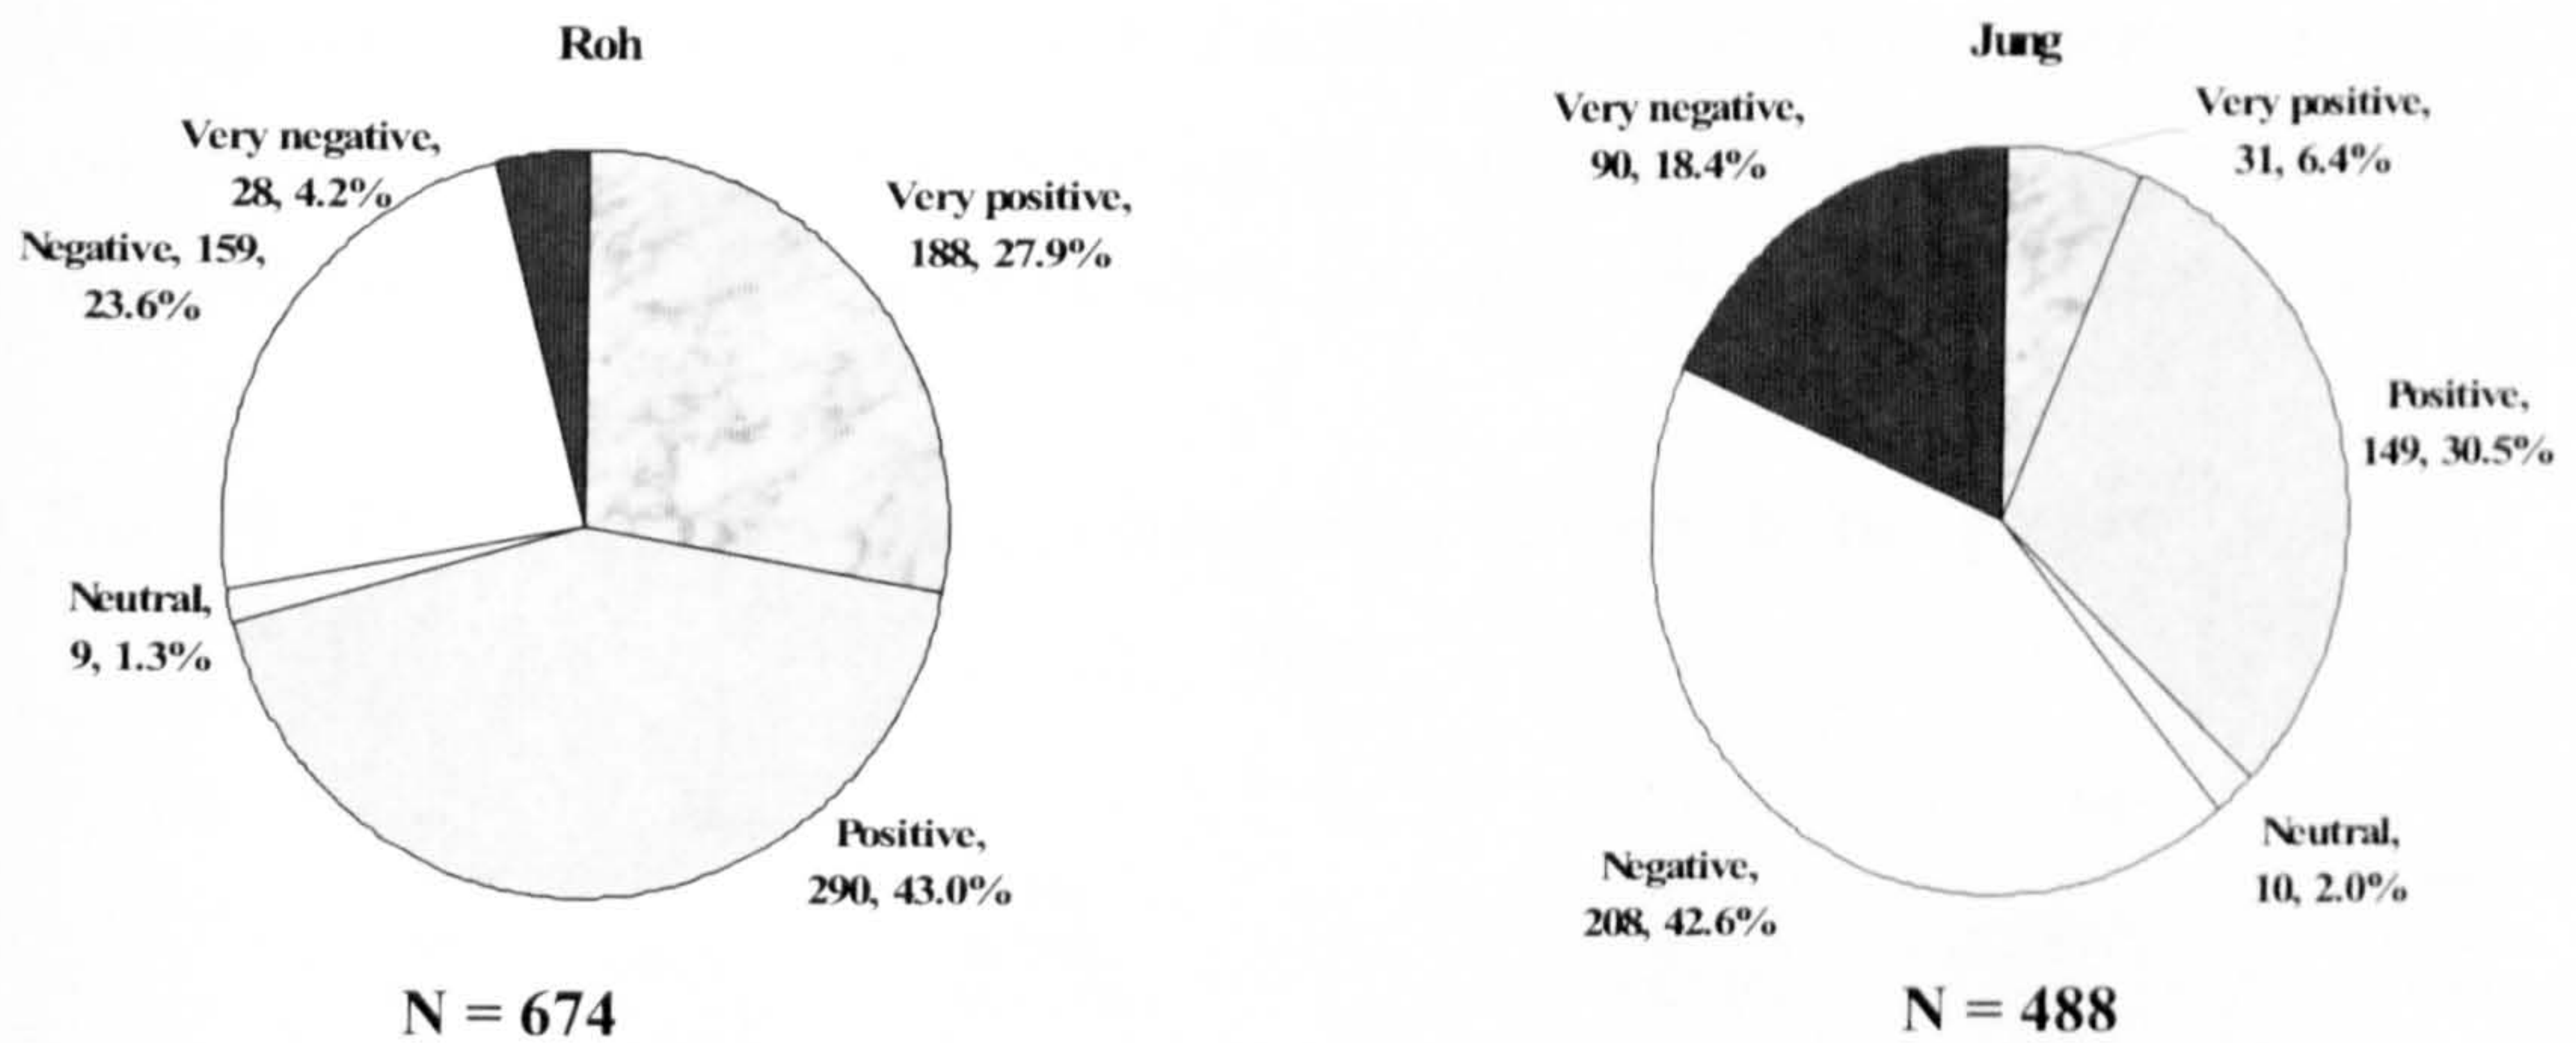 Roh
Very negative,
28, 4.2%
Negative, 159,
23.6%
Very positive,
188, 27.9%
Neutral,
9, 1.3%
Positive,
290, 43.0%
N = 674
Jung
Very negative,
90, 18.4%
Very positive,
31, 6.4%
Positive,
149, 30.5%
Negative,
208, 42.6%
Neutral,
10, 2.0%
N = 488